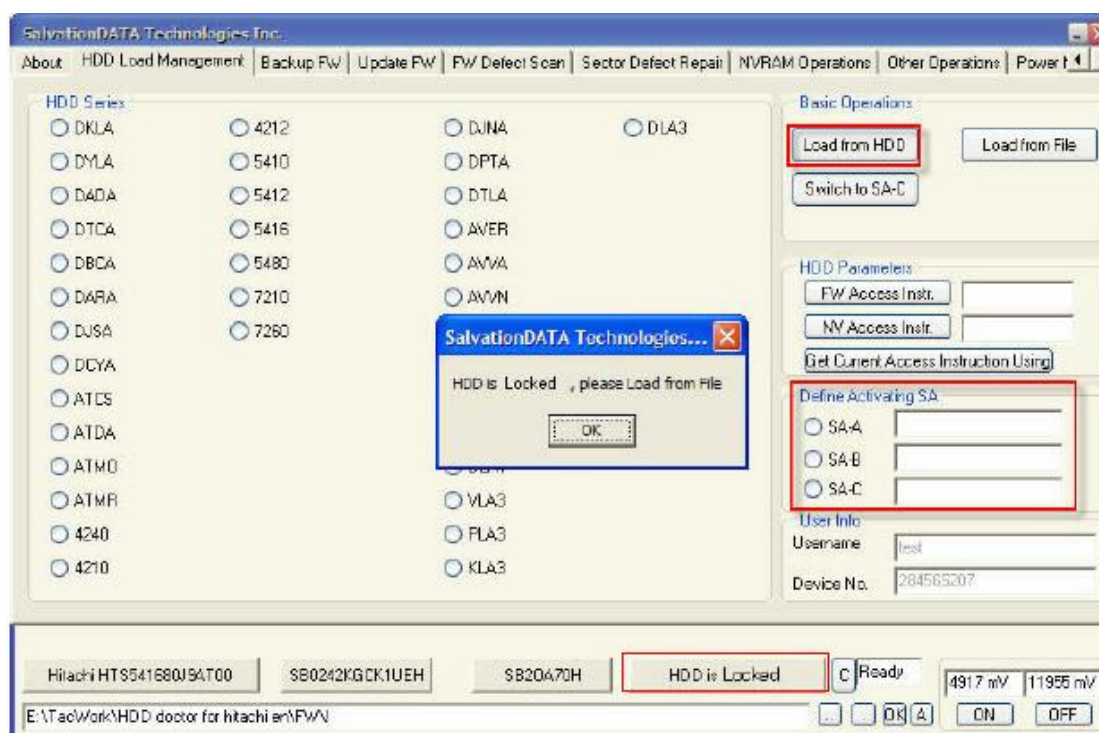 SalvationDATA Technologies Inc.
About HDD Load Management Backup FW Update FW FW Defect Scan Sector Defect Repair NVRAM Operations Other Operations Power
HDD Series
DKLA 4212 DJNA DLA3
DYLA 5410 DPTA
DADA 5412 DTLA
DTCA 5416 AVER
DBCA 5480 AVVA
DARA 7210 AVVN
DJSA 7260
DCYA
ATCS
ATDA
ATMO
ATMR VLA3
4240 PLA3
4210 KLA3
SalvationDATA Technologies...
HDD is Locked , please Load from File
OK
Basic Operations
Load from HDD Load from File
Switch to SA-C
HDD Parameters
FW Access Instr.
NV Access Instr.
Get Current Access Instruction Using
Define Activating SA
SA-A
SA-B
SA-C
User Info
Username test
Device No. 284565207
Hitachi HTS541680J9AT00 SB0242KGCK1UEH SB2OA70H HDD is Locked C Ready
4917 mV 11955 mV
E:\TacWork\HDD doctor for hitachi en\FW\ .. . OK A ON OFF